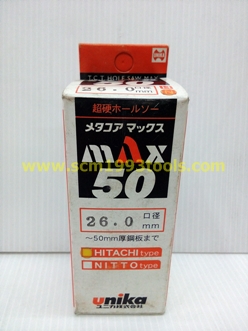 T.C.T. HOLE SAW MAX
50
26.0mm
超硬ホールソー
メタコア マックス
MAX
50
www.scm1993tools.com
26.0 口径 mm
～50mm厚鋼板まで
HITACHI type
NITTO type
unika
ユニカ株式会社